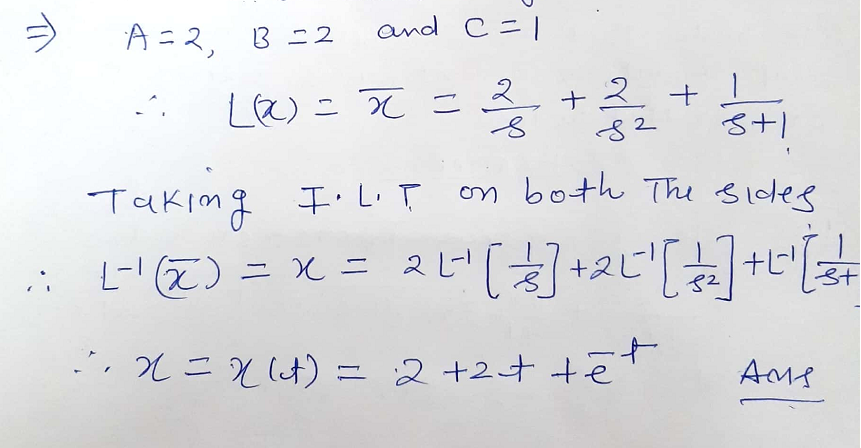 ⇒ A = 2, B = 2 and C = 1
∴ L(x) = x̄ = 2/s + 2/s² + 1/s+1
Taking I.L.T on both The sides
∴ L⁻¹(x̄) = x = 2L⁻¹[1/s] + 2L⁻¹[1/s²] + L⁻¹[1/s+
∴ x = x(t) = 2 + 2t + e⁻t Ans